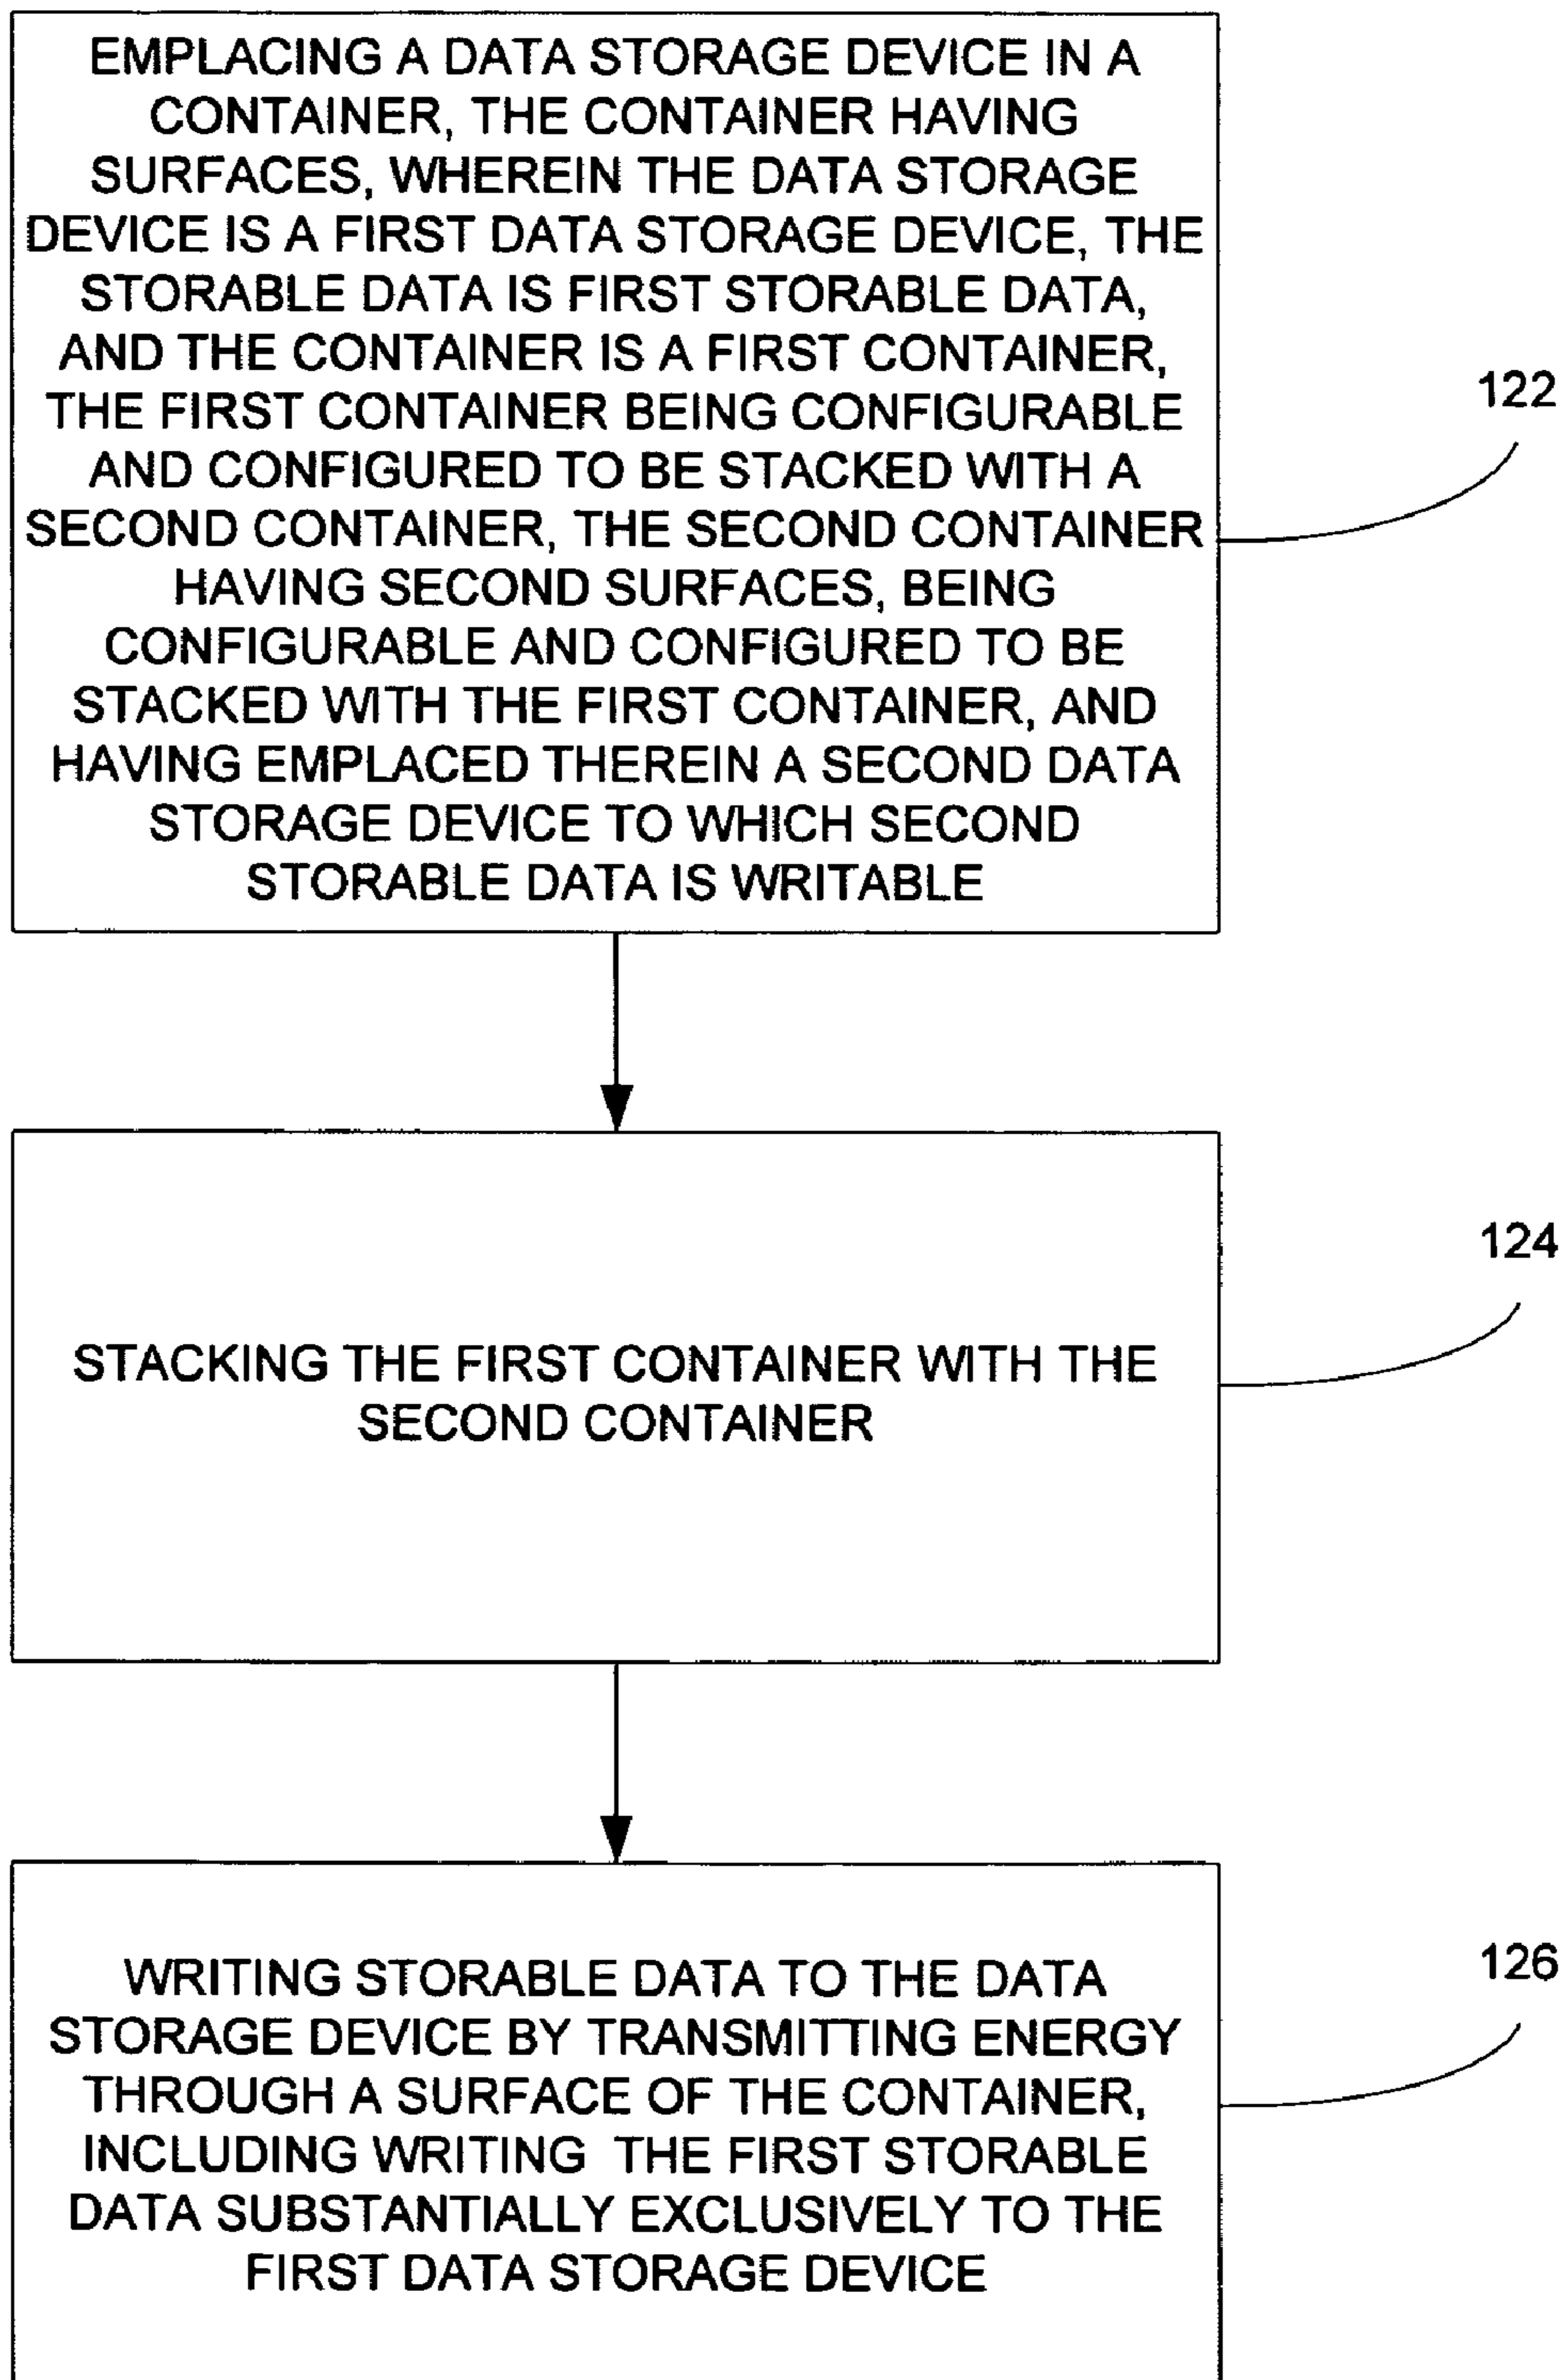 EMPLACING A DATA STORAGE DEVICE IN A
CONTAINER, THE CONTAINER HAVING
SURFACES, WHEREIN THE DATA STORAGE
DEVICE IS A FIRST DATA STORAGE DEVICE, THE
STORABLE DATA IS FIRST STORABLE DATA,
AND THE CONTAINER IS A FIRST CONTAINER,
THE FIRST CONTAINER BEING CONFIGURABLE
AND CONFIGURED TO BE STACKED WITH A
SECOND CONTAINER, THE SECOND CONTAINER
HAVING SECOND SURFACES, BEING
CONFIGURABLE AND CONFIGURED TO BE
STACKED WITH THE FIRST CONTAINER, AND
HAVING EMPLACED THEREIN A SECOND DATA
STORAGE DEVICE TO WHICH SECOND
STORABLE DATA IS WRITABLE
122
STACKING THE FIRST CONTAINER WITH THE
SECOND CONTAINER
124
WRITING STORABLE DATA TO THE DATA
STORAGE DEVICE BY TRANSMITTING ENERGY
THROUGH A SURFACE OF THE CONTAINER,
INCLUDING WRITING THE FIRST STORABLE
DATA SUBSTANTIALLY EXCLUSIVELY TO THE
FIRST DATA STORAGE DEVICE
126